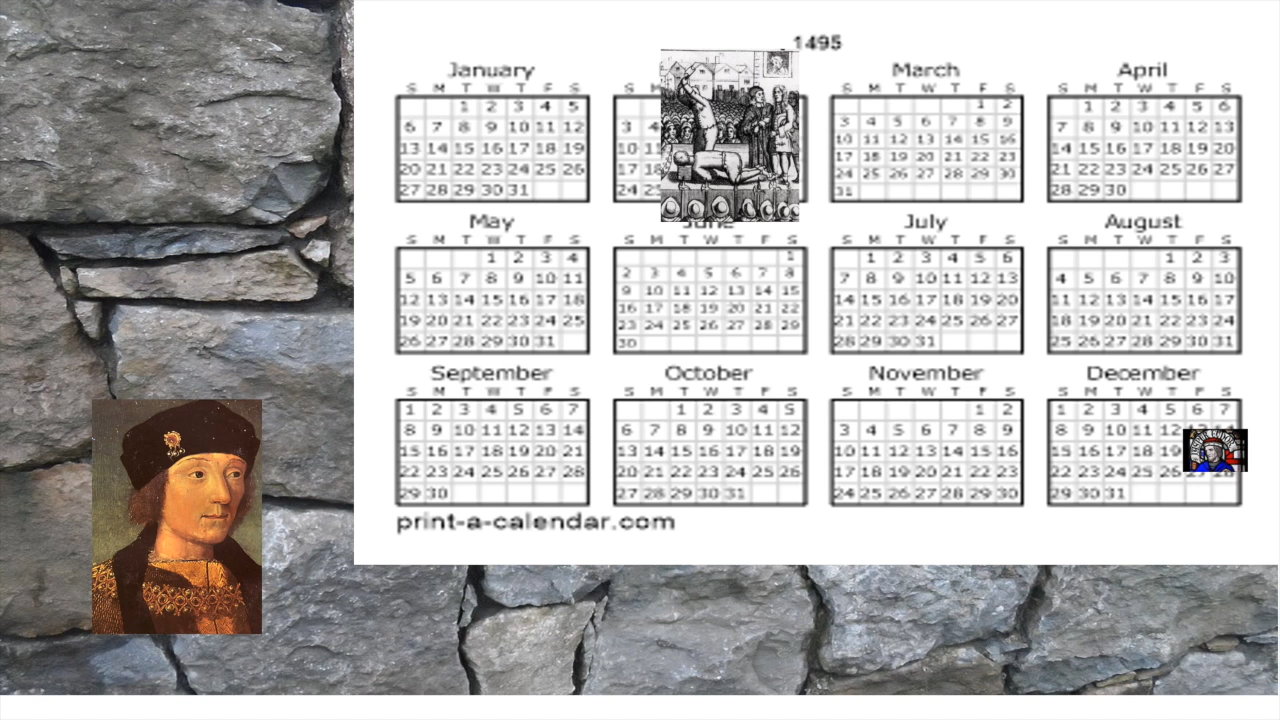 1495
January
S M T W T F S
1 2 3 4 5
6 7 8 9 10 11 12
13 14 15 16 17 18 19
20 21 22 23 24 25 26
27 28 29 30 31
S
3 4
10 11
17
24
March
S M T W T F S
1 2
3 4 5 6 7 8 9
10 11 12 13 14 15 16
17 18 19 20 21 22 23
24 25 26 27 28 29 30
31
April
S M T W T F S
1 2 3 4 5 6
7 8 9 10 11 12 13
14 15 16 17 18 19 20
21 22 23 24 25 26 27
28 29 30
May
S M T W T F S
1 2 3 4
5 6 7 8 9 10 11
12 13 14 15 16 17 18
19 20 21 22 23 24 25
26 27 28 29 30 31
June
S M T W T F S
1
2 3 4 5 6 7 8
9 10 11 12 13 14 15
16 17 18 19 20 21 22
23 24 25 26 27 28 29
30
July
S M T W T F S
1 2 3 4 5 6
7 8 9 10 11 12 13
14 15 16 17 18 19 20
21 22 23 24 25 26 27
28 29 30 31
August
S M T W T F S
1 2 3
4 5 6 7 8 9 10
11 12 13 14 15 16 17
18 19 20 21 22 23 24
25 26 27 28 29 30 31
September
S M T W T F S
1 2 3 4 5 6 7
8 9 10 11 12 13 14
15 16 17 18 19 20 21
22 23 24 25 26 27 28
29 30
October
S M T W T F S
1 2 3 4 5
6 7 8 9 10 11 12
13 14 15 16 17 18 19
20 21 22 23 24 25 26
27 28 29 30 31
November
S M T W T F S
1 2
3 4 5 6 7 8 9
10 11 12 13 14 15 16
17 18 19 20 21 22 23
24 25 26 27 28 29 30
December
S M T W T F S
1 2 3 4 5 6 7
8 9 10 11 12
15 16 17 18 19
22 23 24 25 26
29 30 31
print-a-calendar.com